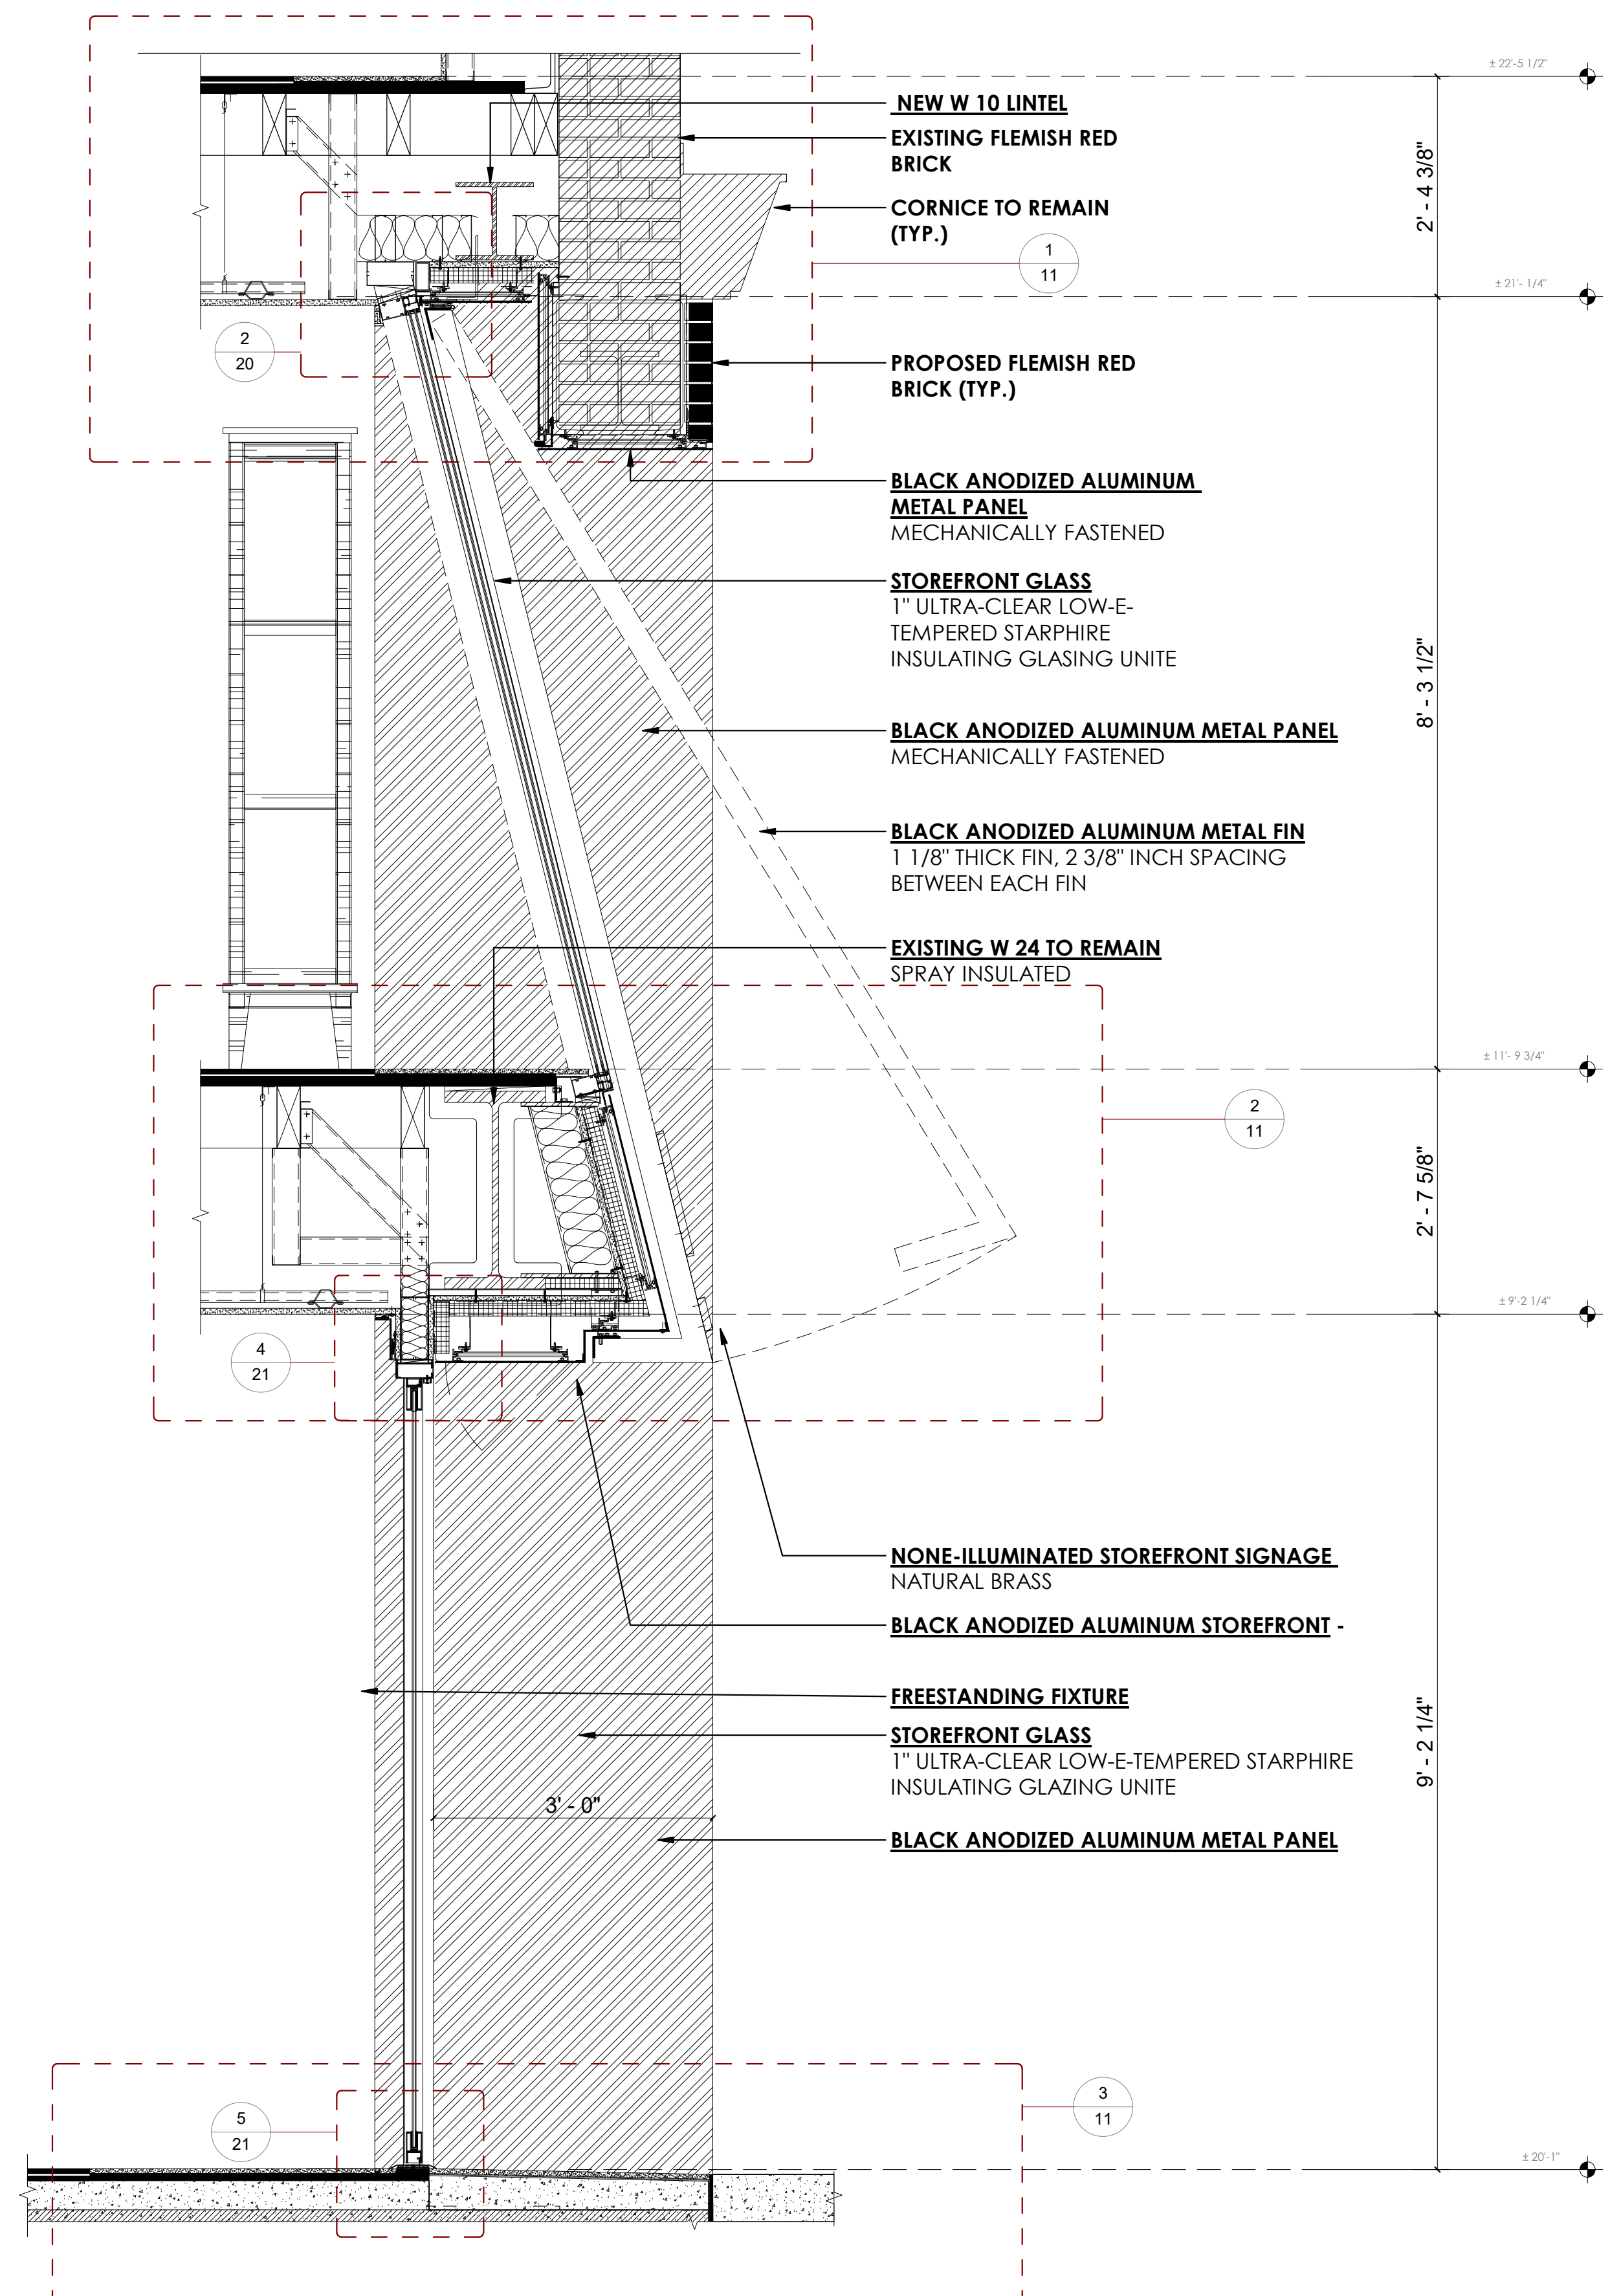 ± 22'-5 1/2"
NEW W 10 LINTEL
EXISTING FLEMISH RED
BRICK
2' - 4 3/8"
CORNICE TO REMAIN
(TYP.)
1
11
± 21'- 1/4"
2
20
PROPOSED FLEMISH RED
BRICK (TYP.)
BLACK ANODIZED ALUMINUM
METAL PANEL
MECHANICALLY FASTENED
STOREFRONT GLASS
1" ULTRA-CLEAR LOW-E-
TEMPERED STARPHIRE
INSULATING GLASING UNITE
8' - 3 1/2"
BLACK ANODIZED ALUMINUM METAL PANEL
MECHANICALLY FASTENED
BLACK ANODIZED ALUMINUM METAL FIN
1 1/8" THICK FIN, 2 3/8" INCH SPACING
BETWEEN EACH FIN
EXISTING W 24 TO REMAIN
SPRAY INSULATED
± 11'- 9 3/4"
2
11
2' - 7 5/8"
± 9'-2 1/4"
4
21
NONE-ILLUMINATED STOREFRONT SIGNAGE
NATURAL BRASS
BLACK ANODIZED ALUMINUM STOREFRONT -
FREESTANDING FIXTURE
STOREFRONT GLASS
1" ULTRA-CLEAR LOW-E-TEMPERED STARPHIRE
INSULATING GLAZING UNITE
9' - 2 1/4"
3' - 0"
BLACK ANODIZED ALUMINUM METAL PANEL
3
11
5
21
± 20'-1"